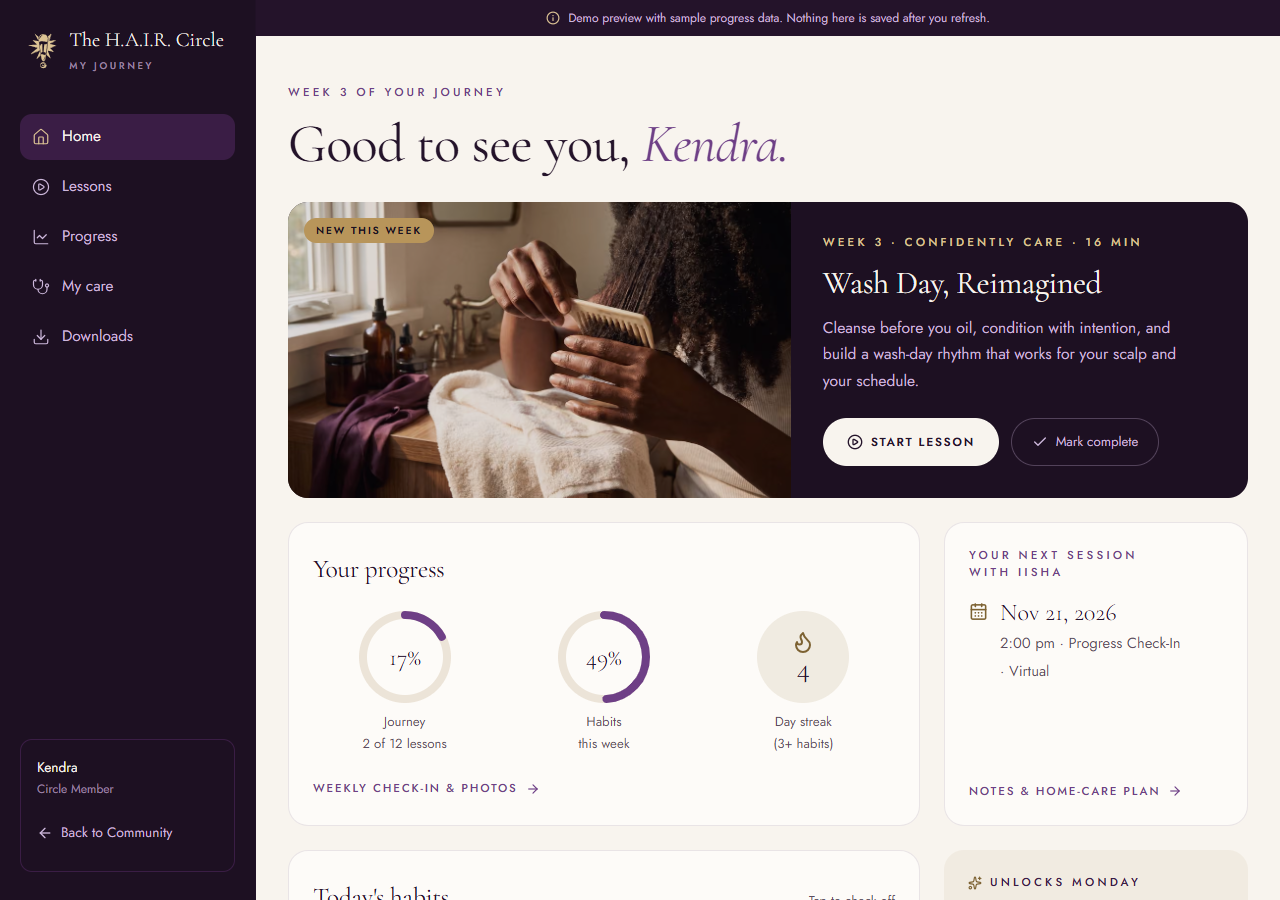 The H.A.I.R. Circle
MY JOURNEY
Home
Lessons
Progress
My care
Downloads
Kendra
Circle Member
Back to Community
Demo preview with sample progress data. Nothing here is saved after you refresh.
WEEK 3 OF YOUR JOURNEY
Good to see you, Kendra.
NEW THIS WEEK
WEEK 3 · CONFIDENTLY CARE · 16 MIN
Wash Day, Reimagined
Cleanse before you oil, condition with intention, and
build a wash-day rhythm that works for your scalp and
your schedule.
START LESSON
Mark complete
Your progress
17%
Journey
2 of 12 lessons
49%
Habits
this week
4
Day streak
(3+ habits)
WEEKLY CHECK-IN & PHOTOS
YOUR NEXT SESSION
WITH IISHA
Nov 21, 2026
2:00 pm · Progress Check-In
· Virtual
NOTES & HOME-CARE PLAN
Today's habits
Tap to check off
UNLOCKS MONDAY